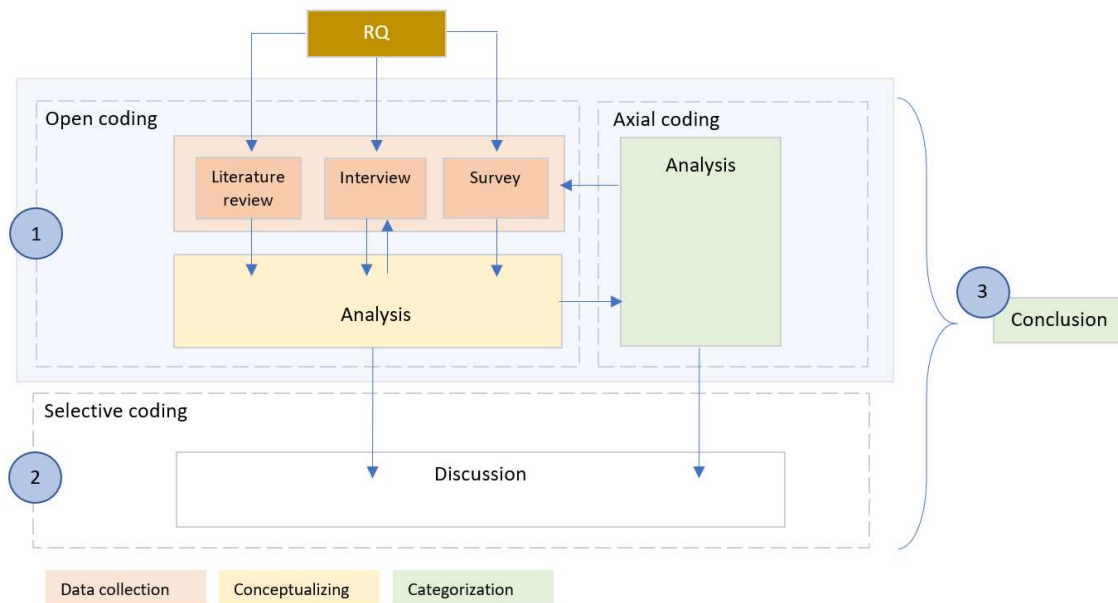 RQ
Open coding
Axial coding
Literature
review
Interview
Survey
Analysis
1
Analysis
3
Conclusion
Selective coding
2
Discussion
Data collection
Conceptualizing
Categorization